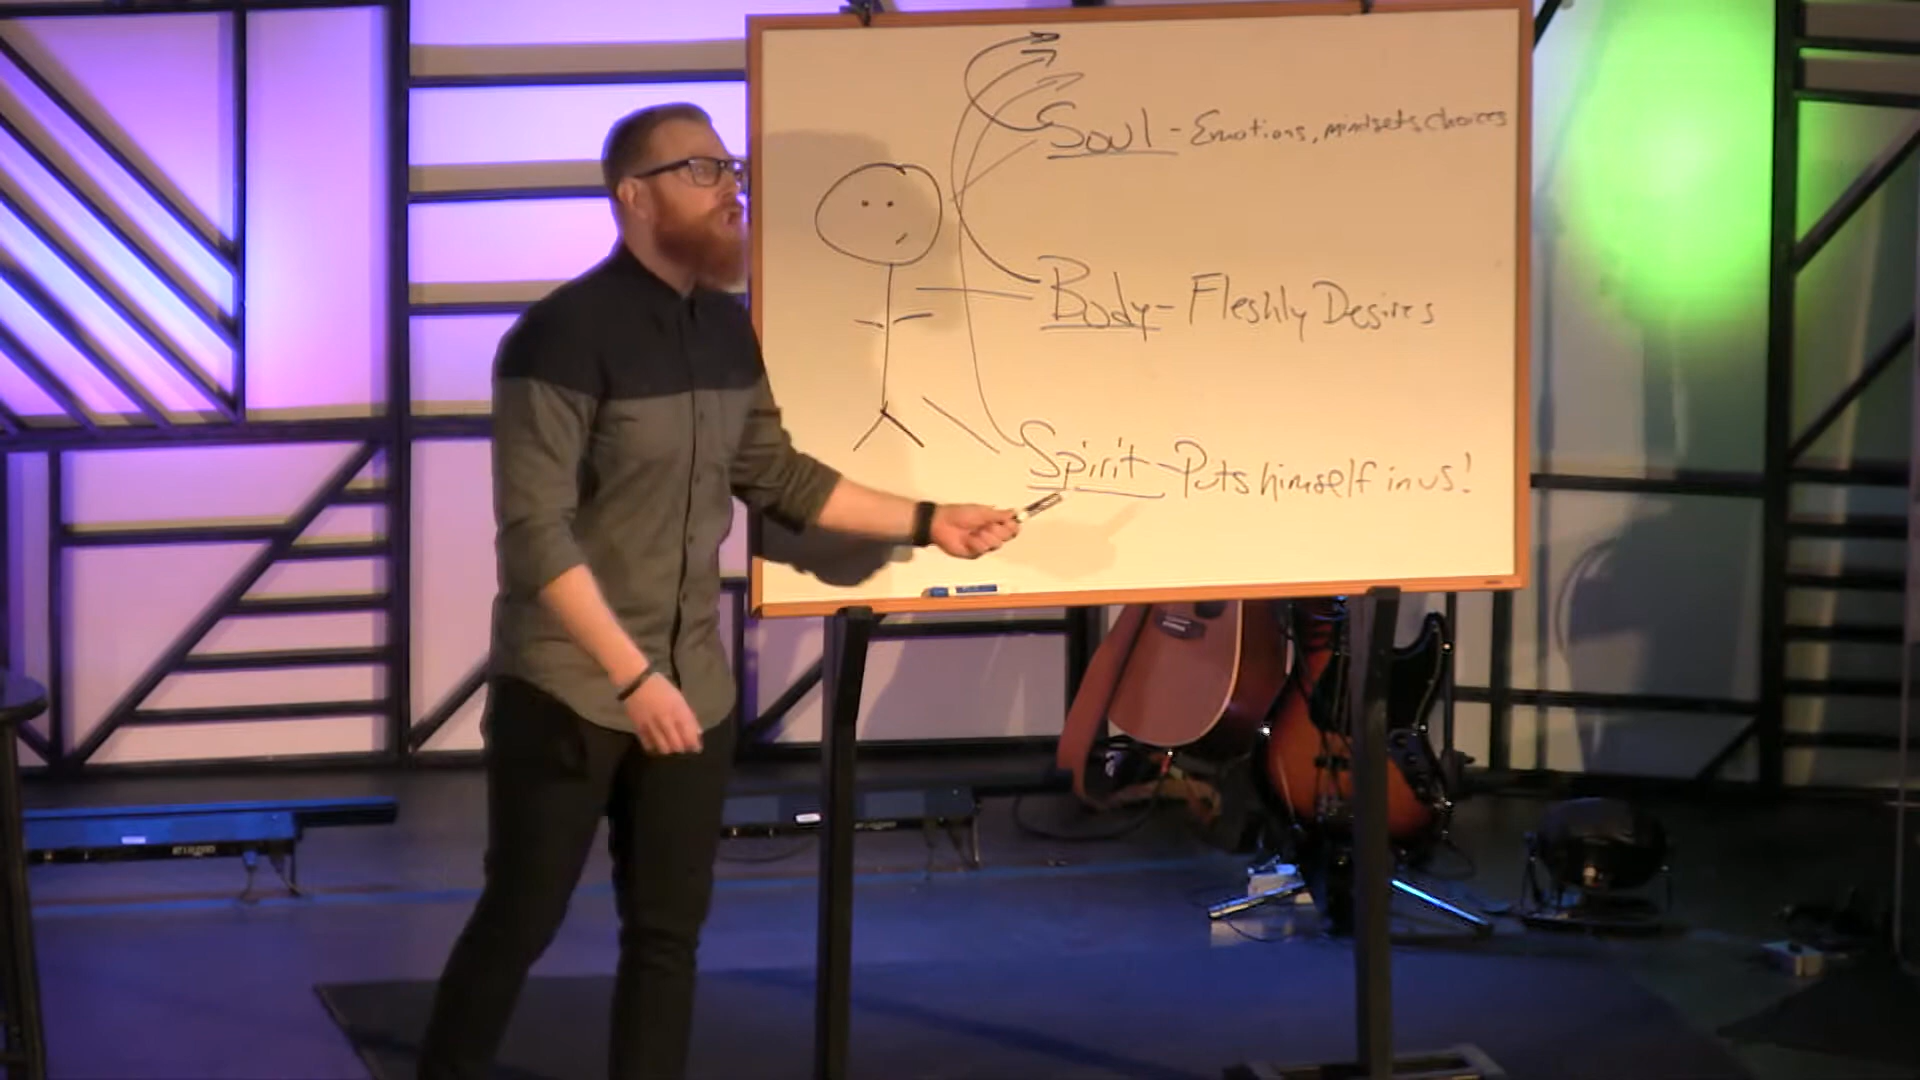 Soul - Emotions, mindsets, choices
Body - Fleshly Desires
Spirit - Puts himself in us!